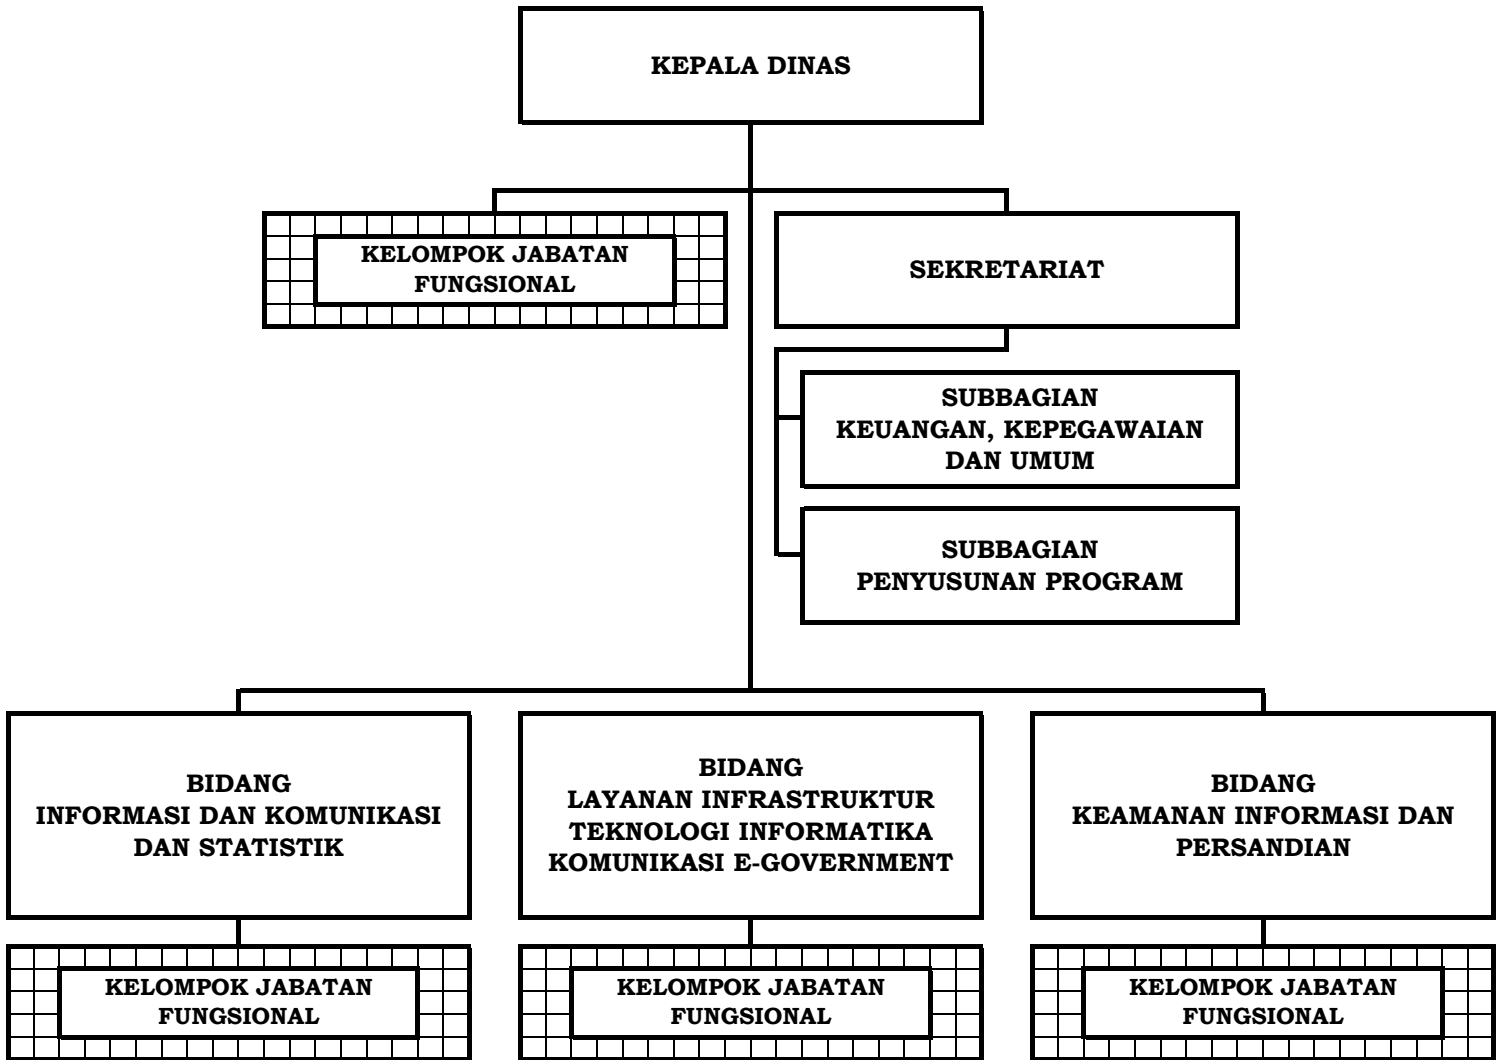 KEPALA DINAS
KELOMPOK JABATAN
FUNGSIONAL
SEKRETARIAT
SUBBAGIAN
KEUANGAN, KEPEGAWAIAN
DAN UMUM
SUBBAGIAN
PENYUSUNAN PROGRAM
BIDANG
INFORMASI DAN KOMUNIKASI
DAN STATISTIK
BIDANG
LAYANAN INFRASTRUKTUR
TEKNOLOGI INFORMATIKA
KOMUNIKASI E-GOVERNMENT
BIDANG
KEAMANAN INFORMASI DAN
PERSANDIAN
KELOMPOK JABATAN
FUNGSIONAL
KELOMPOK JABATAN
FUNGSIONAL
KELOMPOK JABATAN
FUNGSIONAL